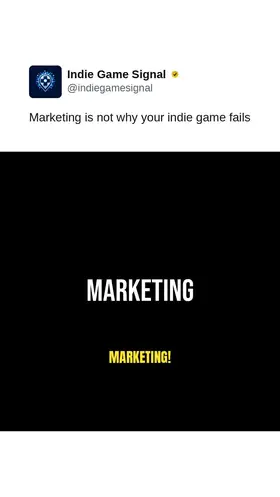 Indie Game Signal
@indiegamesignal
Marketing is not why your indie game fails
MARKETING
MARKETING!